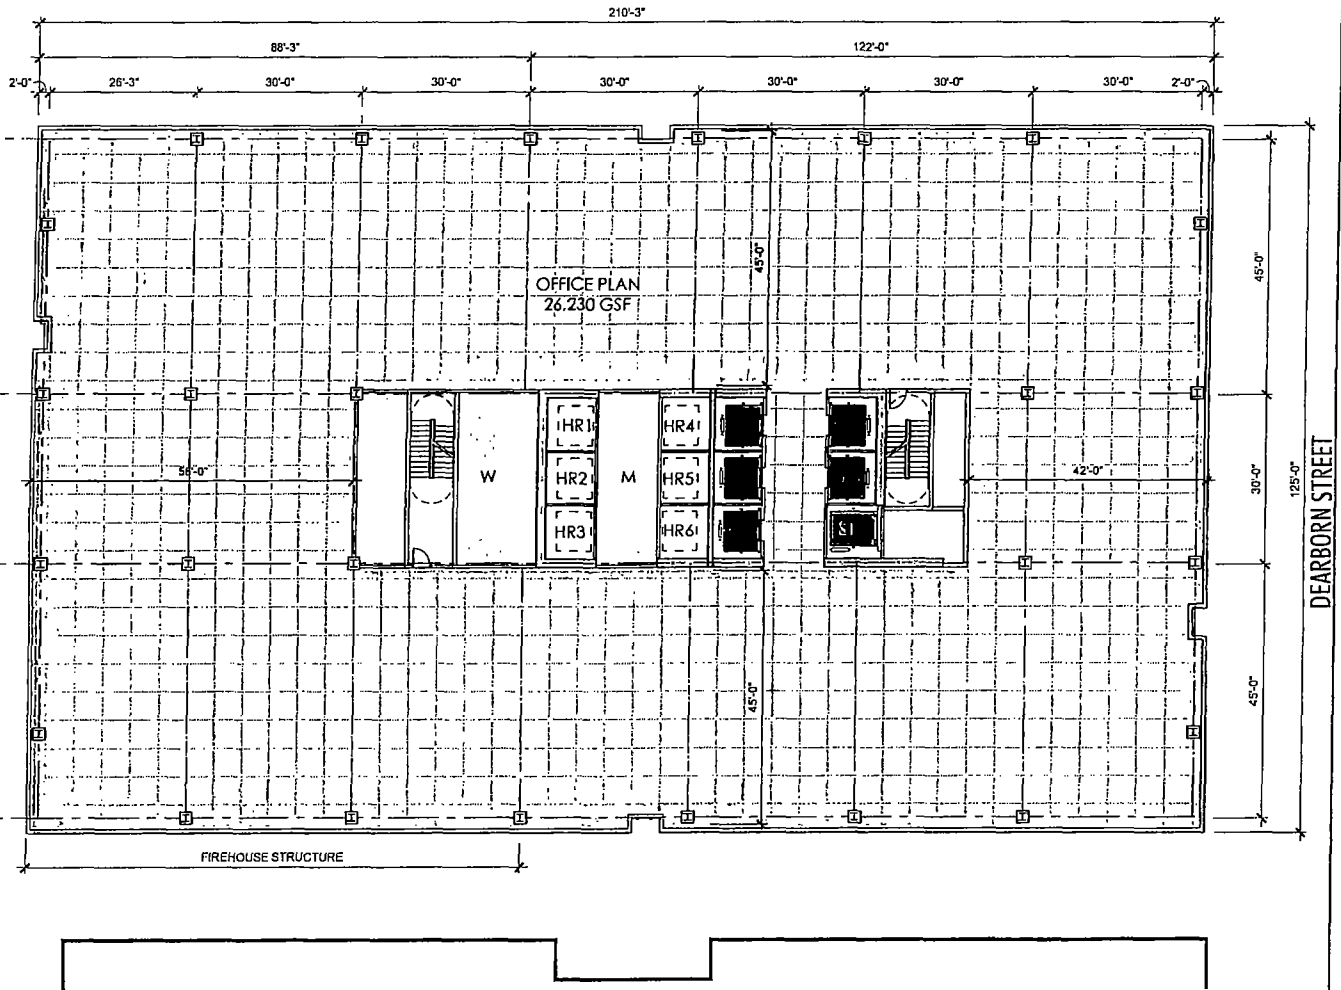 210'-3"
88'-3"
122'-0"
2'-0"
26'-3"
30'-0"
30'-0"
30'-0"
30'-0"
30'-0"
30'-0"
2'-0"
45'-0"
45'-0"
OFFICE PLAN
26,230 GSF
HR1
HR4
56'-0"
W
HR2
M
HR5
42'-0"
30'-0"
125'-0"
DEARBORN STREET
HR3
HR6
45'-0"
45'-0"
FIREHOUSE STRUCTURE